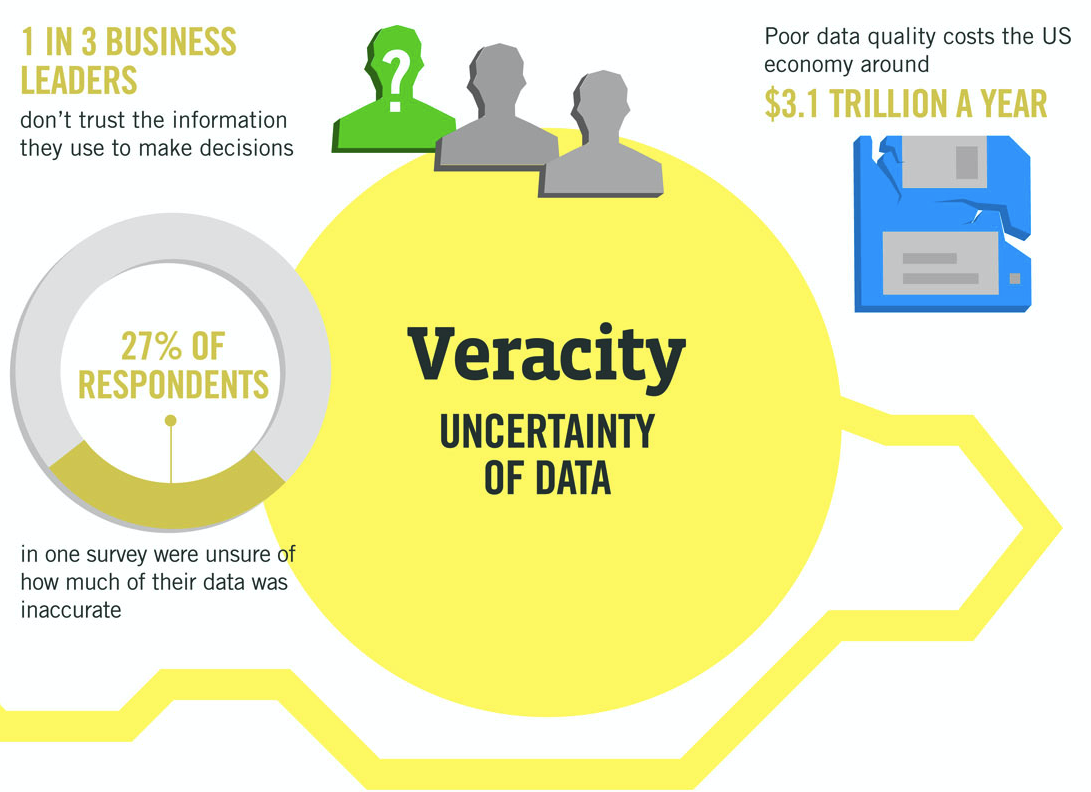 1 IN 3 BUSINESS
LEADERS
don't trust the information
they use to make decisions
?
Poor data quality costs the US
economy around
$3.1 TRILLION A YEAR
27% OF
RESPONDENTS
in one survey were unsure of
how much of their data was
inaccurate
Veracity
UNCERTAINTY
OF DATA